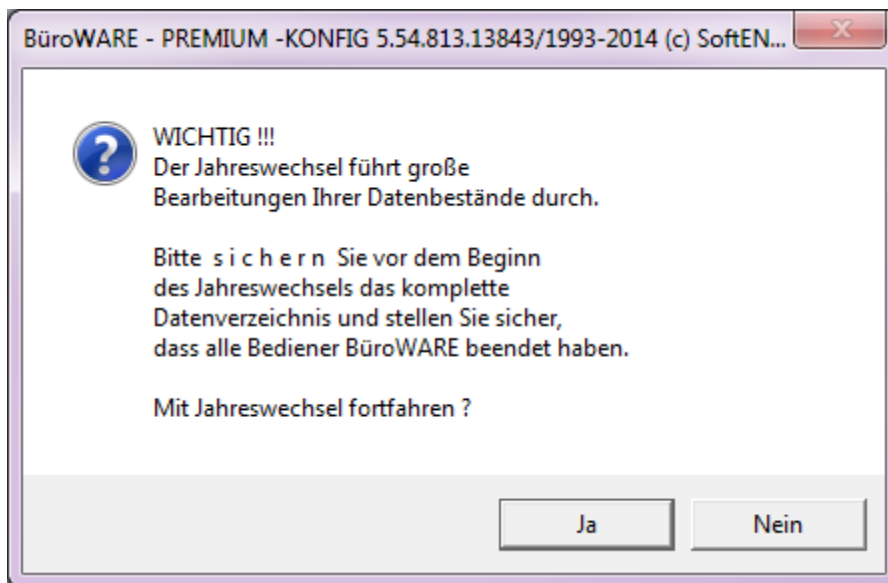 BüroWARE - PREMIUM -KONFIG 5.54.813.13843/1993-2014 (c) SoftEN...
WICHTIG !!!
Der Jahreswechsel führt große
Bearbeitungen Ihrer Datenbestände durch.
Bitte  s i c h e r n  Sie vor dem Beginn
des Jahreswechsels das komplette
Datenverzeichnis und stellen Sie sicher,
dass alle Bediener BüroWARE beendet haben.
Mit Jahreswechsel fortfahren ?
Ja
Nein